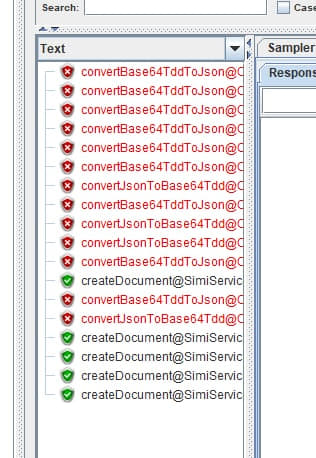 Search:
Case
Text
Sampler
Respons
convertBase64TddToJson@C
convertBase64TddToJson@C
convertBase64TddToJson@C
convertBase64TddToJson@C
convertBase64TddToJson@C
convertBase64TddToJson@C
convertJsonToBase64Tdd@C
convertBase64TddToJson@C
convertJsonToBase64Tdd@C
convertJsonToBase64Tdd@C
convertBase64TddToJson@C
createDocument@SimiServic
convertBase64TddToJson@C
convertJsonToBase64Tdd@C
createDocument@SimiServic
createDocument@SimiServic
createDocument@SimiServic
createDocument@SimiServic